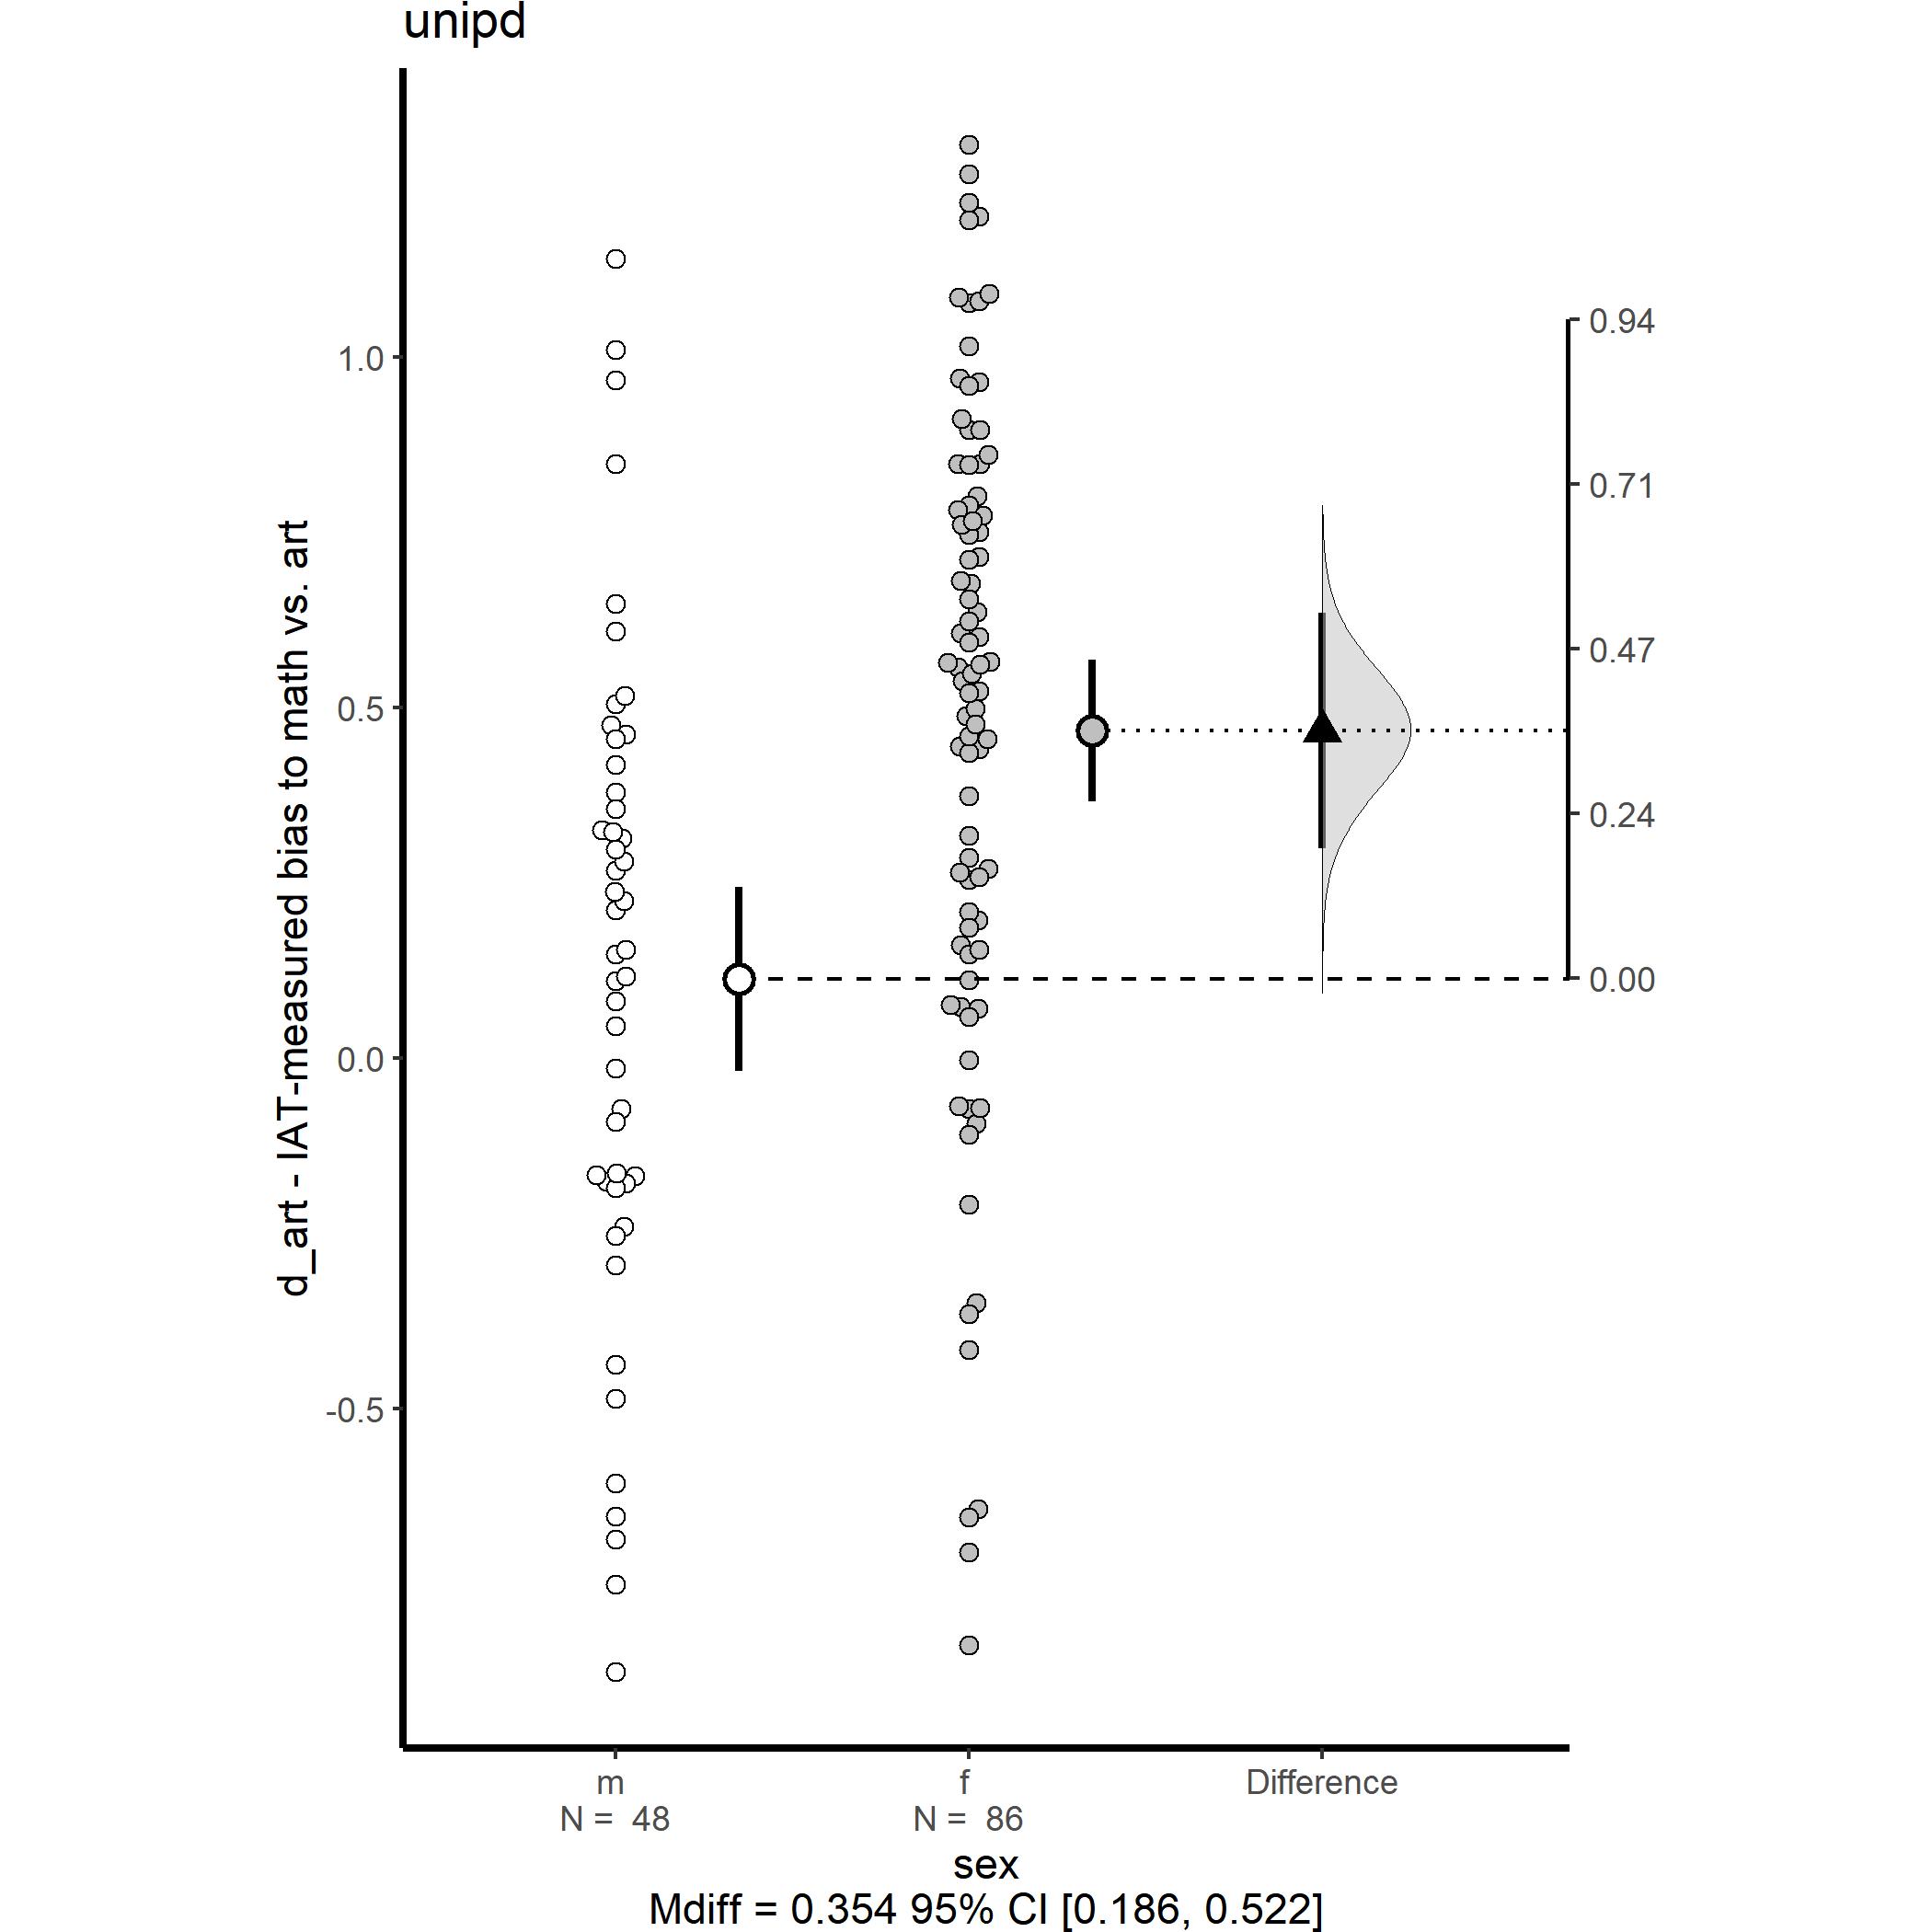 unipd
d_art - IAT-measured bias to math vs. art
1.0
0.5
0.0
-0.5
0.94
0.71
0.47
0.24
0.00
m
N = 48
f
N = 86
Difference
sex
Mdiff = 0.354 95% CI [0.186, 0.522]